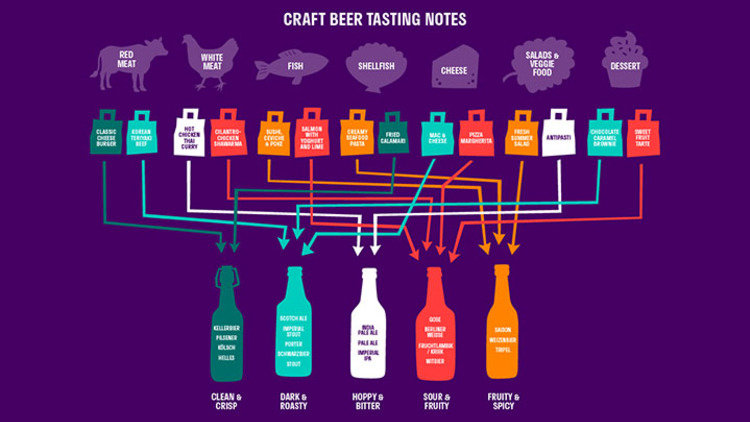 CRAFT BEER TASTING NOTES
RED
MEAT
WHITE
MEAT
FISH
SHELLFISH
CHEESE
SALADS &
VEGGIE
FOOD
DESSERT
CLASSIC
CHEESE
BURGER
KOREAN
TERIYAKI
BEEF
HOT
CHICKEN
THAI
CURRY
CILANTRO-
CHICKEN
SHAWARMA
SUSHI,
CEVICHE
& POKE
SALMON
WITH
YOGHURT
AND LIME
CREAMY
SEAFOOD
PASTA
FRIED
CALAMARI
MAC &
CHEESE
PIZZA
MARGHERITA
FRESH
SUMMER
SALAD
ANTIPASTI
CHOCOLATE
CARAMEL
BROWNIE
SWEET
FRUIT
TARTE
KELLERBIER
PILSENER
KÖLSCH
HELLES
SCOTCH ALE
IMPERIAL
STOUT
PORTER
SCHWARZBIER
STOUT
INDIA
PALE ALE
PALE ALE
IMPERIAL
IPA
GOSE
BERLINER
WEISSE
FRUCHTLAMBIK
/ KRIEK
WITBIER
SAISON
WEIZENBIER
TRIPEL
CLEAN &
CRISP
DARK &
ROASTY
HOPPY &
BITTER
SOUR &
FRUITY
FRUITY &
SPICY